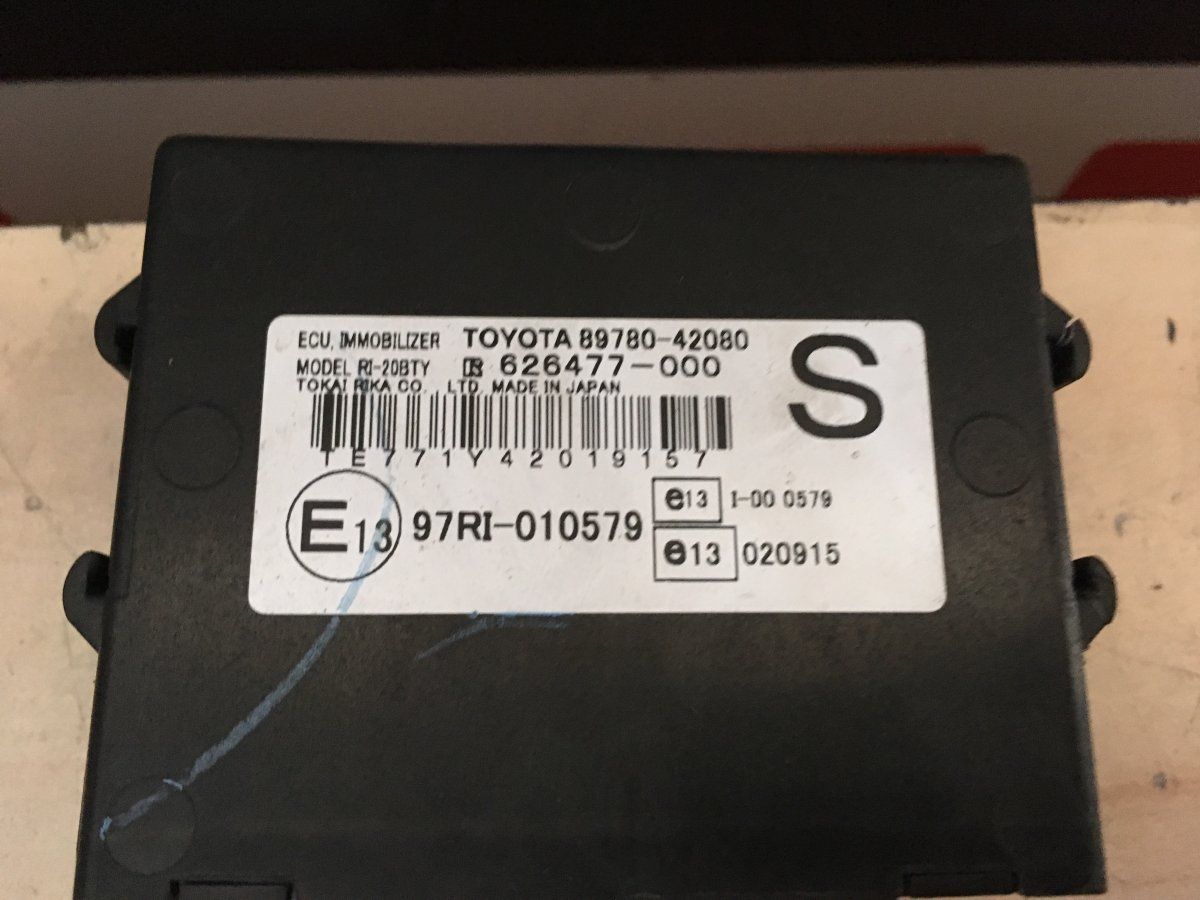 ECU, IMMOBILIZER TOYOTA 89780-42080
MODEL RI-20BTY 626477-000
TOKAI RIKA CO., LTD. MADE IN JAPAN
S
TE771Y42019157
E13 97RI-010579
e13 I-00 0579
e13 020915